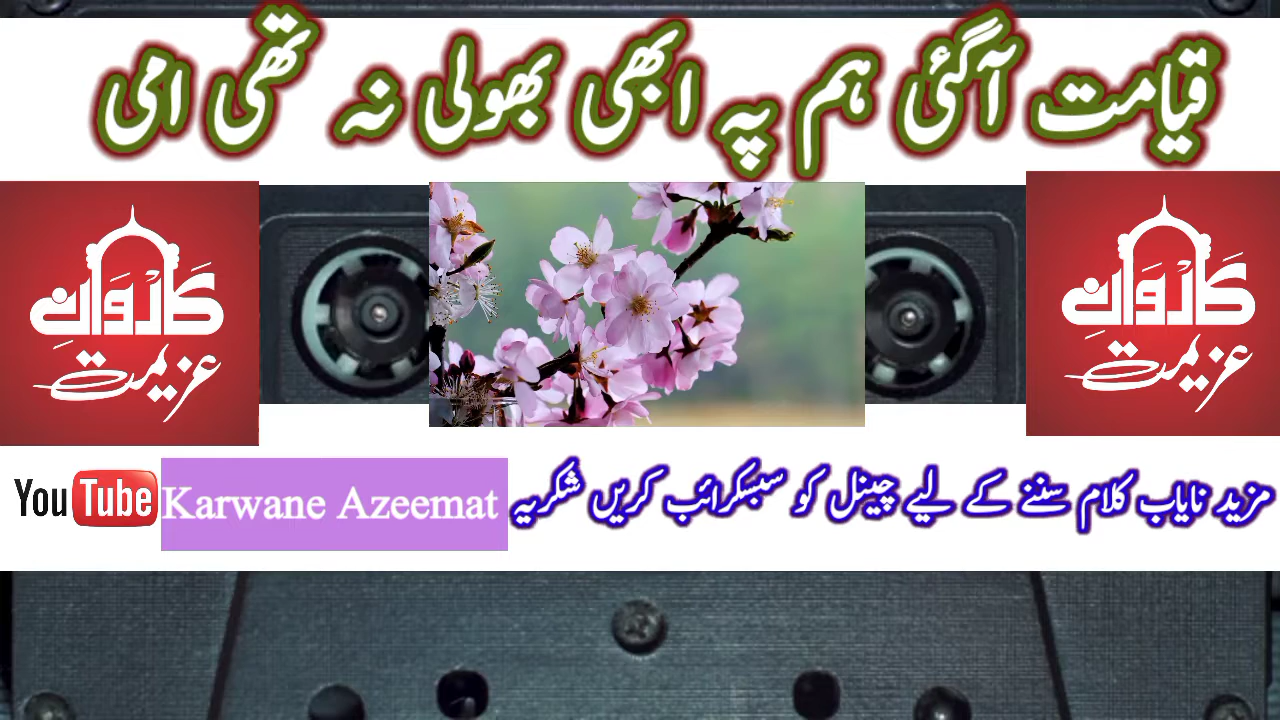 قیامت آگئی ہم پہ ابھی بھولی نہ تھی امی
کاروانِ
عزیمت
کاروانِ
عزیمت
مزید نایاب کلام سننے کے لیے چینل کو سبسکرائب کریں شکریہ
YouTube Karwane Azeemat